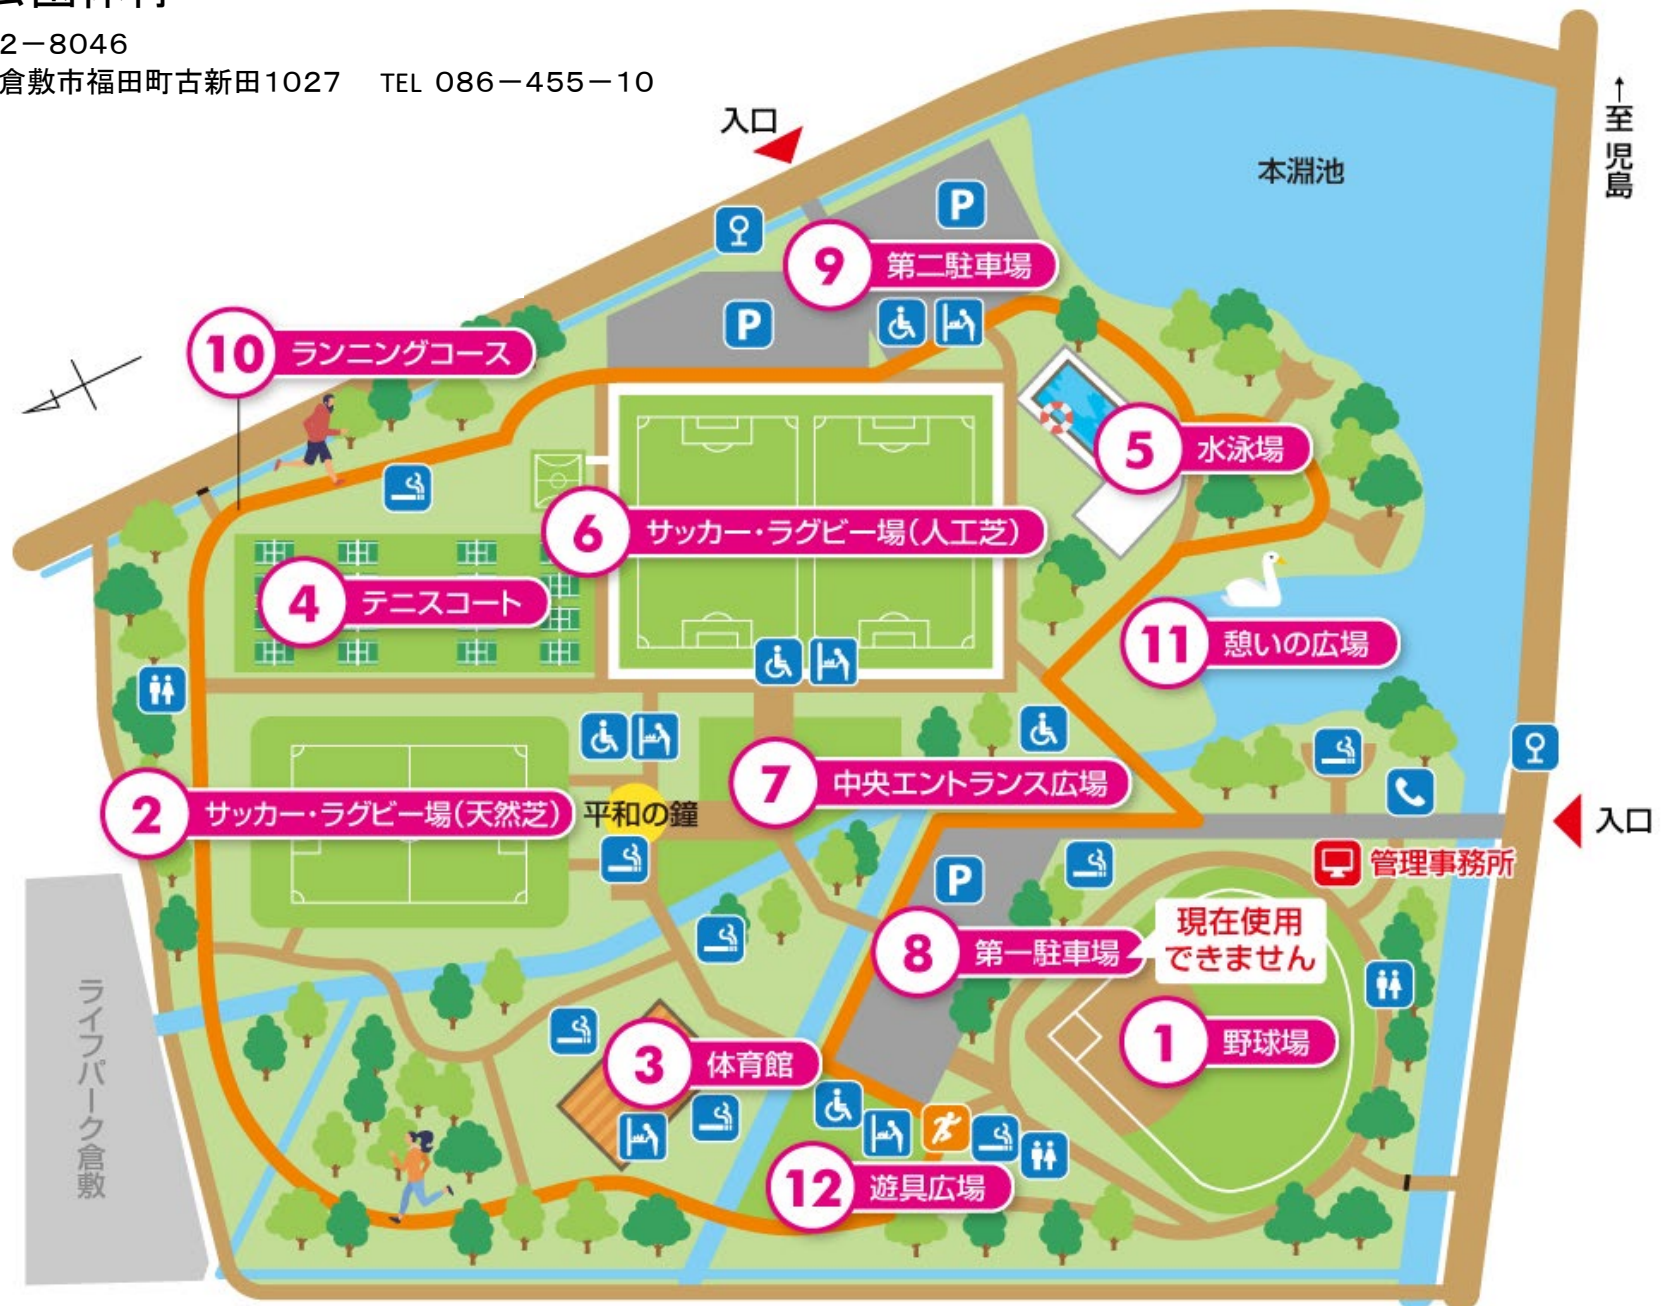 2－8046
倉敷市福田町古新田1027 TEL 086－455－10
入口
←至 児島
本淵池
P
9 第二駐車場
P
10 ランニングコース
5 水泳場
6 サッカー・ラグビー場(人工芝)
4 テニスコート
11 憩いの広場
7 中央エントランス広場
2 サッカー・ラグビー場(天然芝)
平和の鐘
入口
管理事務所
P
8 第一駐車場
現在使用
できません
1 野球場
3 体育館
12 遊具広場
ライフパーク倉敷